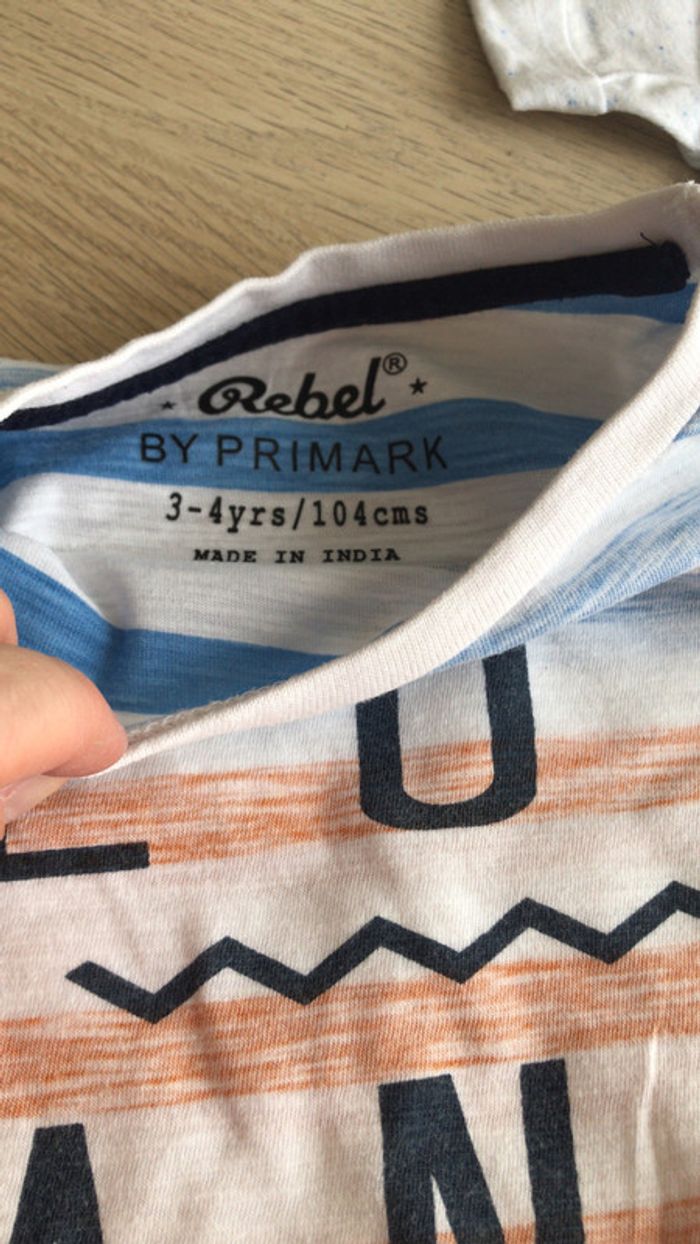 Rebel®
BY PRIMARK
3-4yrs/104cms
MADE IN INDIA